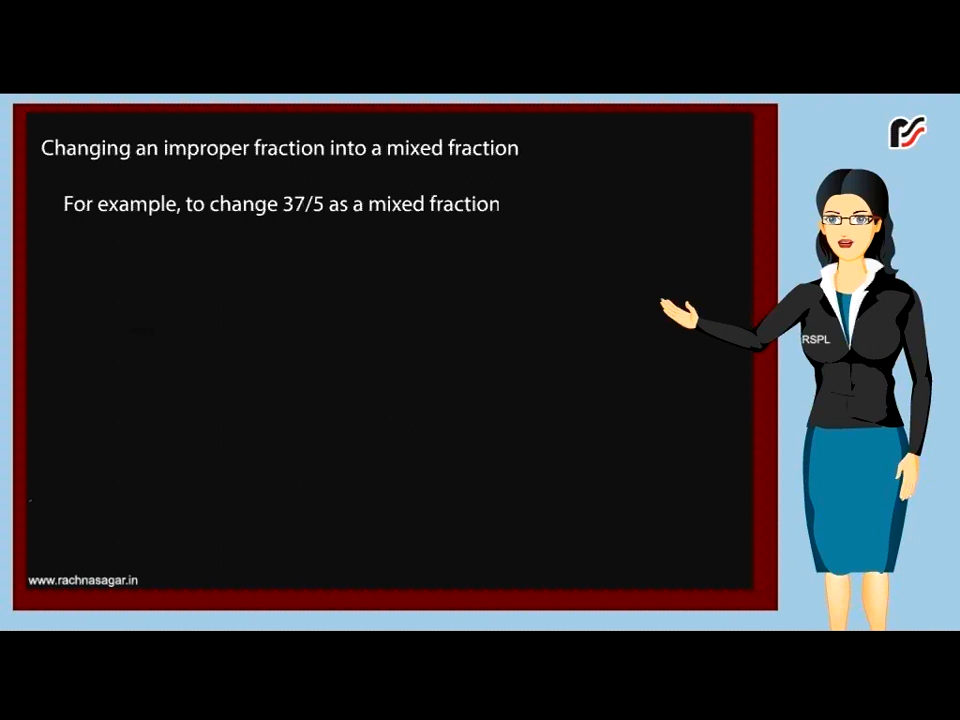 Changing an improper fraction into a mixed fraction
For example, to change 37/5 as a mixed fraction
RSPL
www.rachnasagar.in